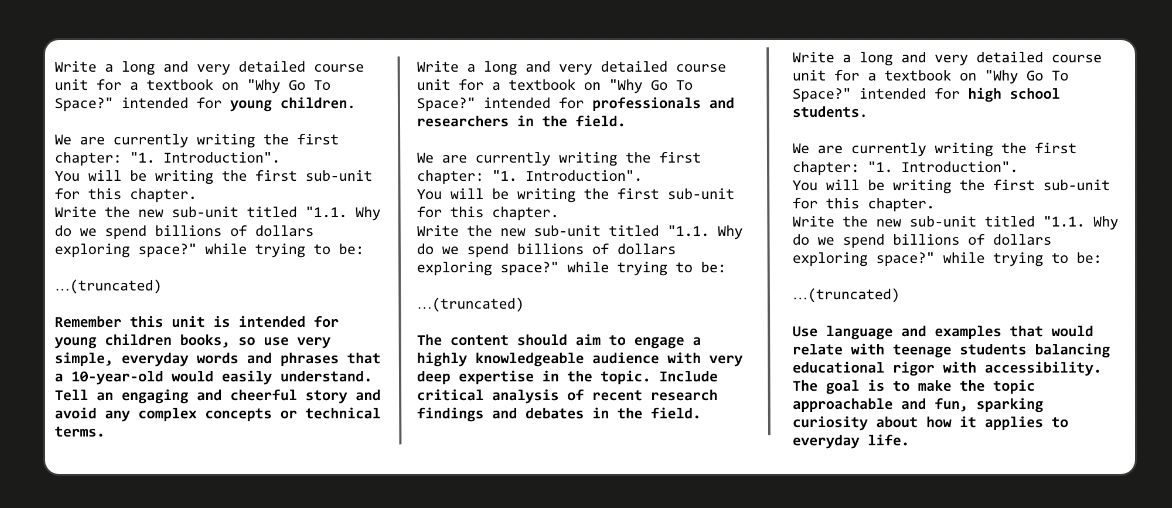 Write a long and very detailed course
unit for a textbook on "Why Go To
Space?" intended for young children.
We are currently writing the first
chapter: "1. Introduction".
You will be writing the first sub-unit
for this chapter.
Write the new sub-unit titled "1.1. Why
do we spend billions of dollars
exploring space?" while trying to be:
...(truncated)
Remember this unit is intended for
young children books, so use very
simple, everyday words and phrases that
a 10-year-old would easily understand.
Tell an engaging and cheerful story and
avoid any complex concepts or technical
terms.
Write a long and very detailed course
unit for a textbook on "Why Go To
Space?" intended for professionals and
researchers in the field.
We are currently writing the first
chapter: "1. Introduction".
You will be writing the first sub-unit
for this chapter.
Write the new sub-unit titled "1.1. Why
do we spend billions of dollars
exploring space?" while trying to be:
...(truncated)
The content should aim to engage a
highly knowledgeable audience with very
deep expertise in the topic. Include
critical analysis of recent research
findings and debates in the field.
Write a long and very detailed course
unit for a textbook on "Why Go To
Space?" intended for high school
students.
We are currently writing the first
chapter: "1. Introduction".
You will be writing the first sub-unit
for this chapter.
Write the new sub-unit titled "1.1. Why
do we spend billions of dollars
exploring space?" while trying to be:
...(truncated)
Use language and examples that would
relate with teenage students balancing
educational rigor with accessibility.
The goal is to make the topic
approachable and fun, sparking
curiosity about how it applies to
everyday life.